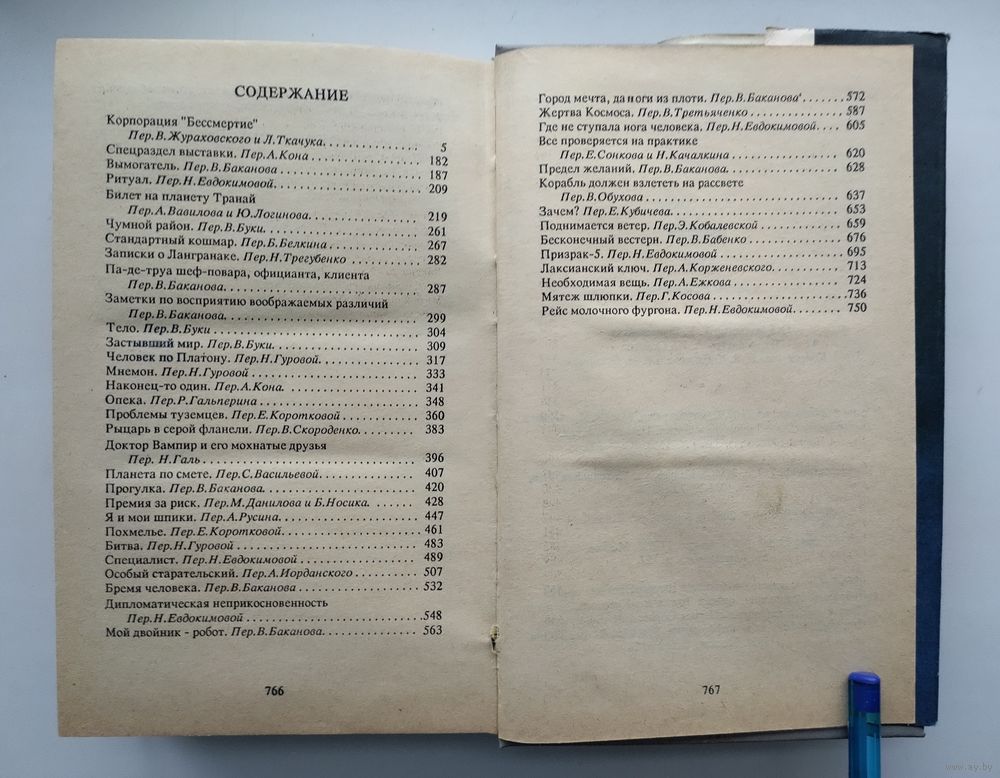 СОДЕРЖАНИЕ
Корпорация "Бессмертие"
Пер.В.Жураховского и Л.Ткачука. 5
Спецраздел выставки. Пер.А.Кона . . . . . . . . . . . . 182
Вымогатель. Пер.В.Баканова . . . . . . . . . . . . . . . . 187
Ритуал. Пер.Н.Евдокимовой. . . . . . . . . . . . . . . . . 209
Билет на планету Транай
Пер.А.Вавилова и Ю.Логинова. . . . . . . . . . . . . 219
Чумной район. Пер.В.Буки. . . . . . . . . . . . . . . . . . 261
Стандартный кошмар. Пер.Б.Белкина . . . . . . . . . . 267
Записки о Лангранаке. Пер.Н.Трегубенко . . . . . . . 282
Па-де-труа шеф-повара, официанта, клиента
Пер.В.Баканова. . . . . . . . . . . . . . . . . . . . . . . . 287
Заметки по восприятию воображаемых различий
Пер.В.Баканова. . . . . . . . . . . . . . . . . . . . . . . . 299
Тело. Пер.В.Буки . . . . . . . . . . . . . . . . . . . . . . . . 304
Застывший мир. Пер.В.Буки. . . . . . . . . . . . . . . . . 309
Человек по Платону. Пер.Н.Гуровой. . . . . . . . . . . . 317
Мнемон. Пер.Н.Гуровой . . . . . . . . . . . . . . . . . . . 333
Наконец-то один. Пер.А.Кона. . . . . . . . . . . . . . . . 341
Опека. Пер.Р.Гальперина . . . . . . . . . . . . . . . . . . 348
Проблемы туземцев. Пер.Е.Коротковой . . . . . . . . . 360
Рыцарь в серой фланели. Пер.В.Скороденко. . . . . . . 383
Доктор Вампир и его мохнатые друзья
Пер. Н.Галь . . . . . . . . . . . . . . . . . . . . . . . . . . 396
Планета по смете. Пер.С.Васильевой. . . . . . . . . . . . 407
Прогулка. Пер.В.Баканова. . . . . . . . . . . . . . . . . . 420
Премия за риск. Пер.М.Данилова и Б.Носика. . . . . . 428
Я и мои шпики. Пер.А.Русина. . . . . . . . . . . . . . . . 447
Похмелье. Пер.Е.Коротковой. . . . . . . . . . . . . . . . 461
Битва. Пер.Н.Гуровой . . . . . . . . . . . . . . . . . . . . 483
Специалист. Пер.Н.Евдокимовой . . . . . . . . . . . . . 489
Особый старательский. Пер.А.Иорданского . . . . . . . 507
Бремя человека. Пер.В.Баканова . . . . . . . . . . . . . 532
Дипломатическая неприкосновенность
Пер.Н.Евдокимовой . . . . . . . . . . . . . . . . . . . . .548
Мой двойник - робот. Пер.В.Баканова. . . . . . . . . . . 563
766
Город мечта, да ноги из плоти. Пер.В.Баканова . . . . . .572
Жертва Космоса. Пер.В.Третьяченко . . . . . . . . . . . 587
Где не ступала нога человека. Пер.Н.Евдокимовой. . . . 605
Все проверяется на практике
Пер.Е.Сонкова и Н.Качалкина . . . . . . . . . . . . . 620
Предел желаний. Пер.В.Баканова. . . . . . . . . . . . . . 628
Корабль должен взлететь на рассвете
Пер.В.Обухова . . . . . . . . . . . . . . . . . . . . . . . . 637
Зачем? Пер.Е.Кубичева. . . . . . . . . . . . . . . . . . . . 653
Поднимается ветер. Пер.Э.Кобалевской . . . . . . . . . . 659
Бесконечный вестерн. Пер.В.Бабенко . . . . . . . . . . . 676
Призрак-5. Пер.Н.Евдокимовой . . . . . . . . . . . . . . 695
Лаксианский ключ. Пер.А.Корженевского. . . . . . . . . 713
Необходимая вещь. Пер.А.Ежкова . . . . . . . . . . . . . 724
Мятеж шлюпки. Пер.Г.Косова . . . . . . . . . . . . . . . .736
Рейс молочного фургона. Пер.Н.Евдокимовой. . . . . . . 750
767
www.ay.by